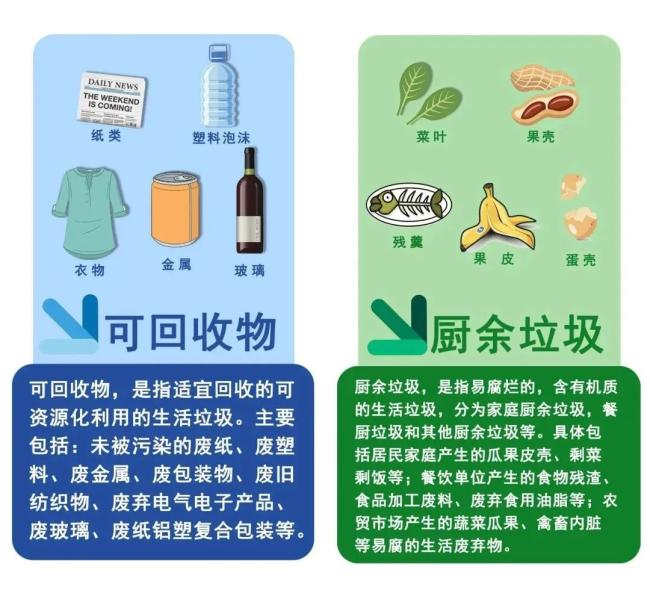 DAILY NEWS
THE WEEKEND
IS COMING!
纸类
塑料泡沫
衣物
金属
玻璃
可回收物
可回收物，是指适宜回收的可
资源化利用的生活垃圾。主要
包括：未被污染的废纸、废塑
料、废金属、废包装物、废旧
纺织物、废弃电气电子产品、
废玻璃、废纸铝塑复合包装等。
菜叶
果壳
残羹
果皮
蛋壳
厨余垃圾
厨余垃圾，是指易腐烂的，含有机质
的生活垃圾，分为家庭厨余垃圾，餐
厨垃圾和其他厨余垃圾等。具体包
括居民家庭产生的瓜果皮壳、剩菜
剩饭等；餐饮单位产生的食物残渣、
食品加工废料、废弃食用油脂等；农
贸市场产生的蔬菜瓜果、禽畜内脏
等易腐的生活废弃物。